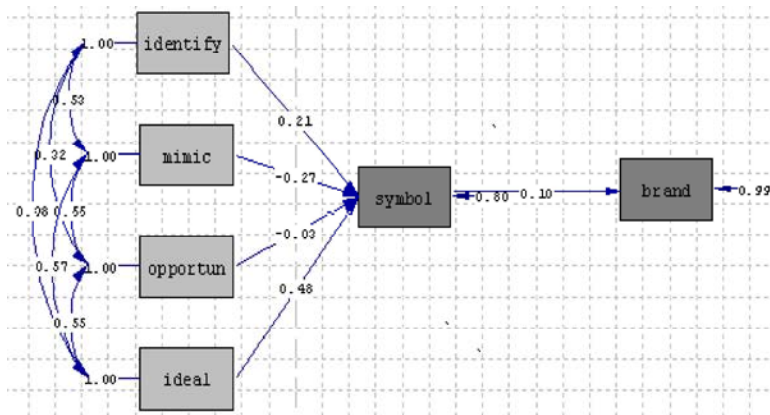 1.00 identify
0.53
0.21
1.00 mimic
0.32
-0.27
symbol
0.80
0.10
brand
0.99
0.98
0.55
-0.03
1.00 opportun
0.57
0.48
0.55
1.00 ideal